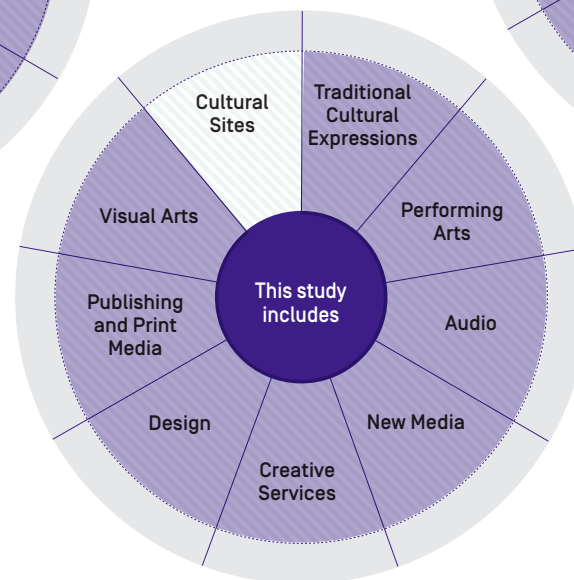 Cultural
Sites
Traditional
Cultural
Expressions
Performing
Arts
Audio
New Media
Creative
Services
Design
Publishing
and Print
Media
Visual Arts
This study
includes